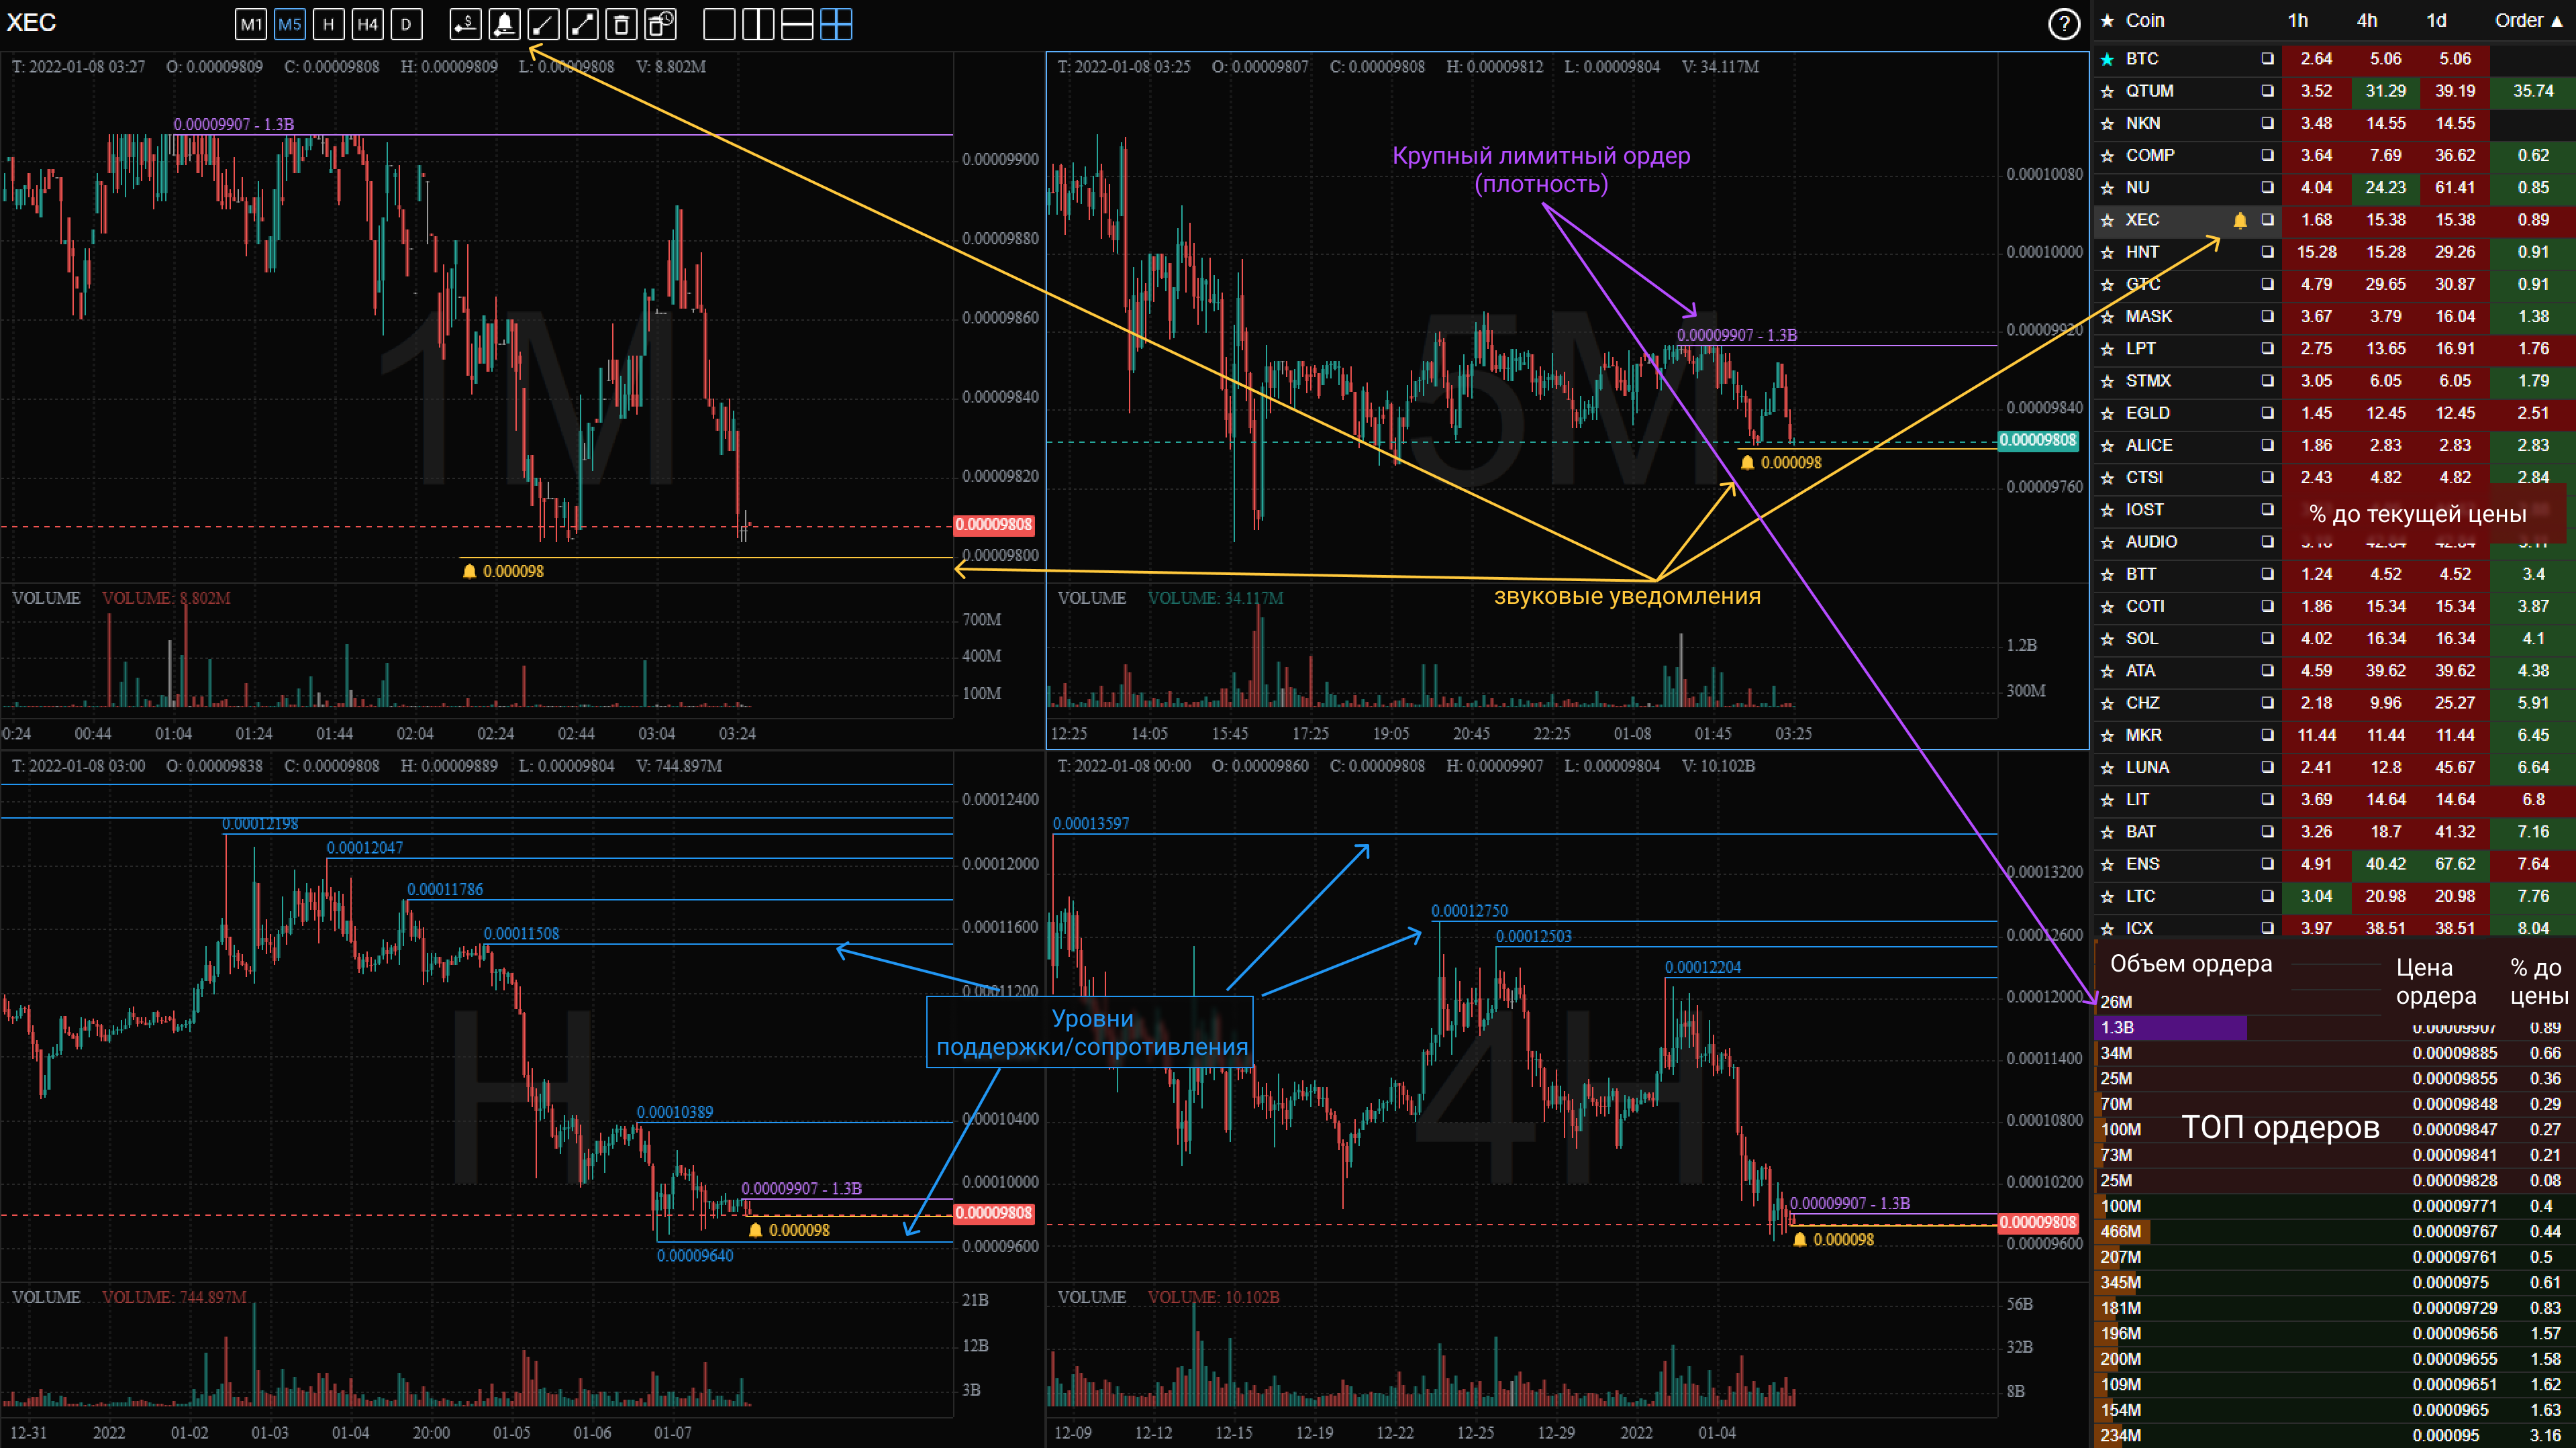 XEC
M1 M5 H H4 D
?
T: 2022-01-08 03:27 O: 0.00009809 C: 0.00009808 H: 0.00009809 L: 0.00009808 V: 8.802M
0.00009907 - 1.3B
0.00009900
0.00009880
0.00009860
0.00009840
0.00009820
0.00009808
0.00009800
0.000098
1M
VOLUME VOLUME: 8.802M
700M
400M
100M
0:24 00:44 01:04 01:24 01:44 02:04 02:24 02:44 03:04 03:24
T: 2022-01-08 03:25 O: 0.00009807 C: 0.00009808 H: 0.00009812 L: 0.00009804 V: 34.117M
Крупный лимитный ордер
(плотность)
0.00010080
0.00010000
0.00009920
0.00009907 - 1.3B
0.00009840
0.00009808
0.000098
0.00009760
5M
звуковые уведомления
VOLUME VOLUME: 34.117M
1.2B
300M
12:25 14:05 15:45 17:25 19:05 20:45 22:25 01-08 01:45 03:25
T: 2022-01-08 03:00 O: 0.00009838 C: 0.00009808 H: 0.00009889 L: 0.00009804 V: 744.897M
0.00012400
0.00012198
0.00012047
0.00012000
0.00011786
0.00011600
0.00011508
0.00011200
0.00010389
0.00010400
0.00010000
0.00009907 - 1.3B
0.00009808
0.000098
0.00009640
0.00009600
H
Уровни
поддержки/сопротивления
VOLUME VOLUME: 744.897M
21B
12B
3B
12-31 2022 01-02 01-03 01-04 20:00 01-05 01-06 01-07
T: 2022-01-08 00:00 O: 0.00009860 C: 0.00009808 H: 0.00009907 L: 0.00009804 V: 10.102B
0.00013597
0.00013200
0.00012750
0.00012600
0.00012503
0.00012204
0.00012000
0.00011400
0.00010800
0.00010200
0.00009907 - 1.3B
0.00009808
0.000098
0.00009600
4H
VOLUME VOLUME: 10.102B
56B
32B
8B
12-09 12-12 12-15 12-19 12-22 12-25 12-29 2022 01-04
★ Coin 1h 4h 1d Order ▲
BTC 2.64 5.06 5.06
QTUM 3.52 31.29 39.19 35.74
NKN 3.48 14.55 14.55
COMP 3.64 7.69 36.62 0.62
NU 4.04 24.23 61.41 0.85
XEC 1.68 15.38 15.38 0.89
HNT 15.28 15.28 29.26 0.91
GTC 4.79 29.65 30.87 0.91
MASK 3.67 3.79 16.04 1.38
LPT 2.75 13.65 16.91 1.76
STMX 3.05 6.05 6.05 1.79
EGLD 1.45 12.45 12.45 2.51
ALICE 1.86 2.83 2.83 2.83
CTSI 2.43 4.82 4.82 2.84
IOST
% до текущей цены
AUDIO
BTT 1.24 4.52 4.52 3.4
COTI 1.86 15.34 15.34 3.87
SOL 4.02 16.34 16.34 4.1
ATA 4.59 39.62 39.62 4.38
CHZ 2.18 9.96 25.27 5.91
MKR 11.44 11.44 11.44 6.45
LUNA 2.41 12.8 45.67 6.64
LIT 3.69 14.64 14.64 6.8
BAT 3.26 18.7 41.32 7.16
ENS 4.91 40.42 67.62 7.64
LTC 3.04 20.98 20.98 7.76
ICX 3.97 38.51 38.51 8.04
Объем ордера Цена % до
ордера цены
26M
1.3B 0.00009907 0.89
34M 0.00009885 0.66
25M 0.00009855 0.36
70M 0.00009848 0.29
100M 0.00009847 0.27
ТОП ордеров
73M 0.00009841 0.21
25M 0.00009828 0.08
100M 0.00009771 0.4
466M 0.00009767 0.44
207M 0.00009761 0.5
345M 0.0000975 0.61
181M 0.00009729 0.83
196M 0.00009656 1.57
200M 0.00009655 1.58
109M 0.00009651 1.62
154M 0.0000965 1.63
234M 0.000095 3.16